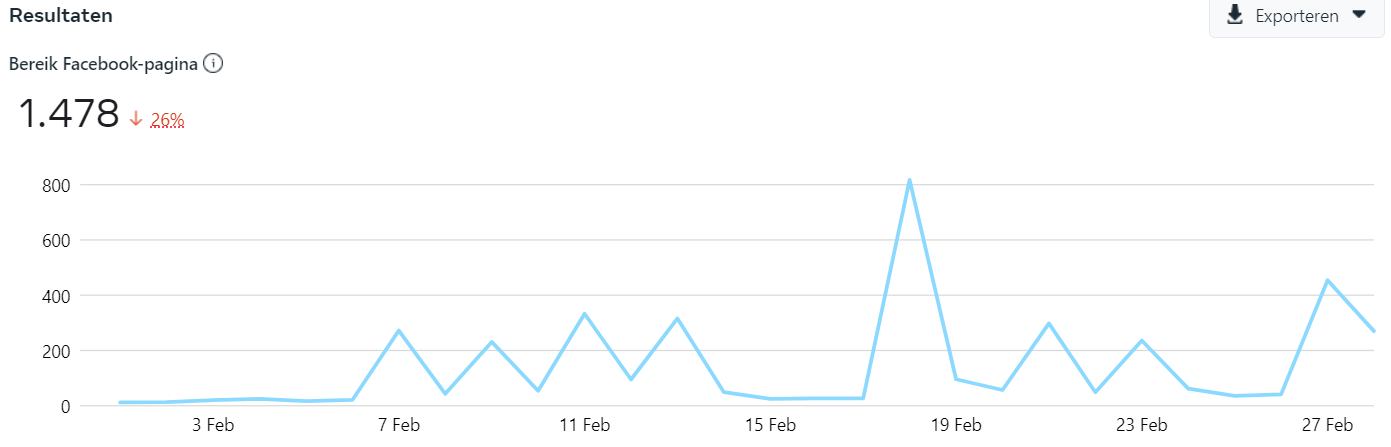 Resultaten
Exporteren
Bereik Facebook-pagina
1.478 ↓ 26%
800
600
400
200
0
3 Feb 7 Feb 11 Feb 15 Feb 19 Feb 23 Feb 27 Feb